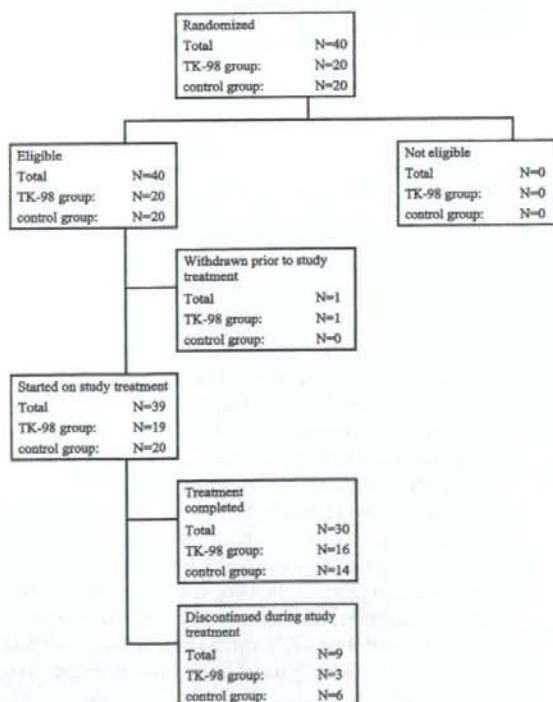 Randomized
Total N=40
TK-98 group: N=20
control group: N=20
Eligible
Total N=40
TK-98 group: N=20
control group: N=20
Not eligible
Total N=0
TK-98 group: N=0
control group: N=0
Withdrawn prior to study
treatment
Total N=1
TK-98 group: N=1
control group: N=0
Started on study treatment
Total N=39
TK-98 group: N=19
control group: N=20
Treatment
completed
Total N=30
TK-98 group: N=16
control group: N=14
Discontinued during study
treatment
Total N=9
TK-98 group: N=3
control group: N=6